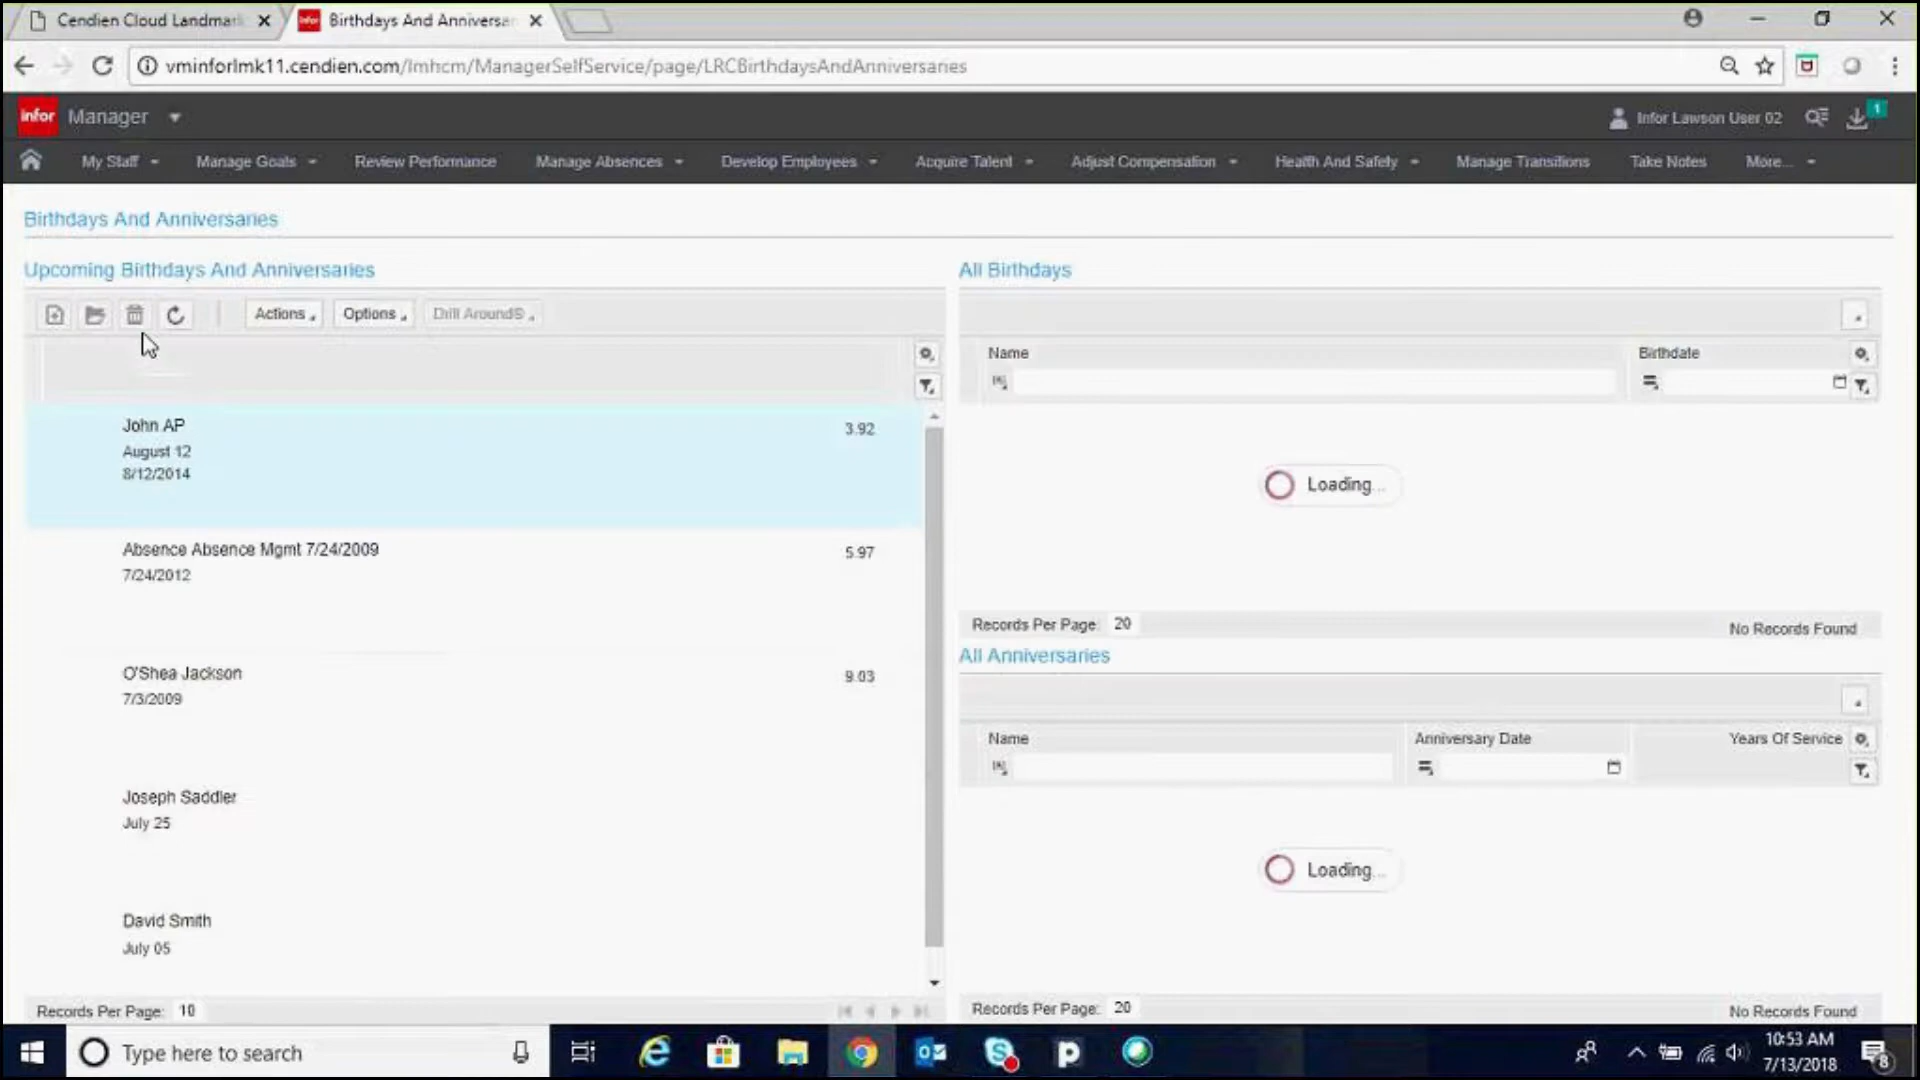 Cendien Cloud Landmar
infor Birthdays And Anniversa
vminforlmk11.cendien.com/lmhcm/ManagerSelfService/page/LRCBirthdaysAndAnniversaries
infor Manager
Infor Lawson User 02
1
My Staff Manage Goals Review Performance Manage Absences Develop Employees Acquire Talent Adjust Compensation Health And Safety Manage Transitions Take Notes More...
Birthdays And Anniversaries
Upcoming Birthdays And Anniversaries
Actions Options Drill Around®
John AP
3.92
August 12
8/12/2014
Absence Absence Mgmt 7/24/2009
5.97
7/24/2012
O'Shea Jackson
9.03
7/3/2009
Joseph Saddler
July 25
David Smith
July 05
Records Per Page: 10
All Birthdays
Name Birthdate
Loading...
Records Per Page: 20
No Records Found
All Anniversaries
Name Anniversary Date Years Of Service
Loading...
Records Per Page: 20
No Records Found
Type here to search
10:53 AM
7/13/2018
8